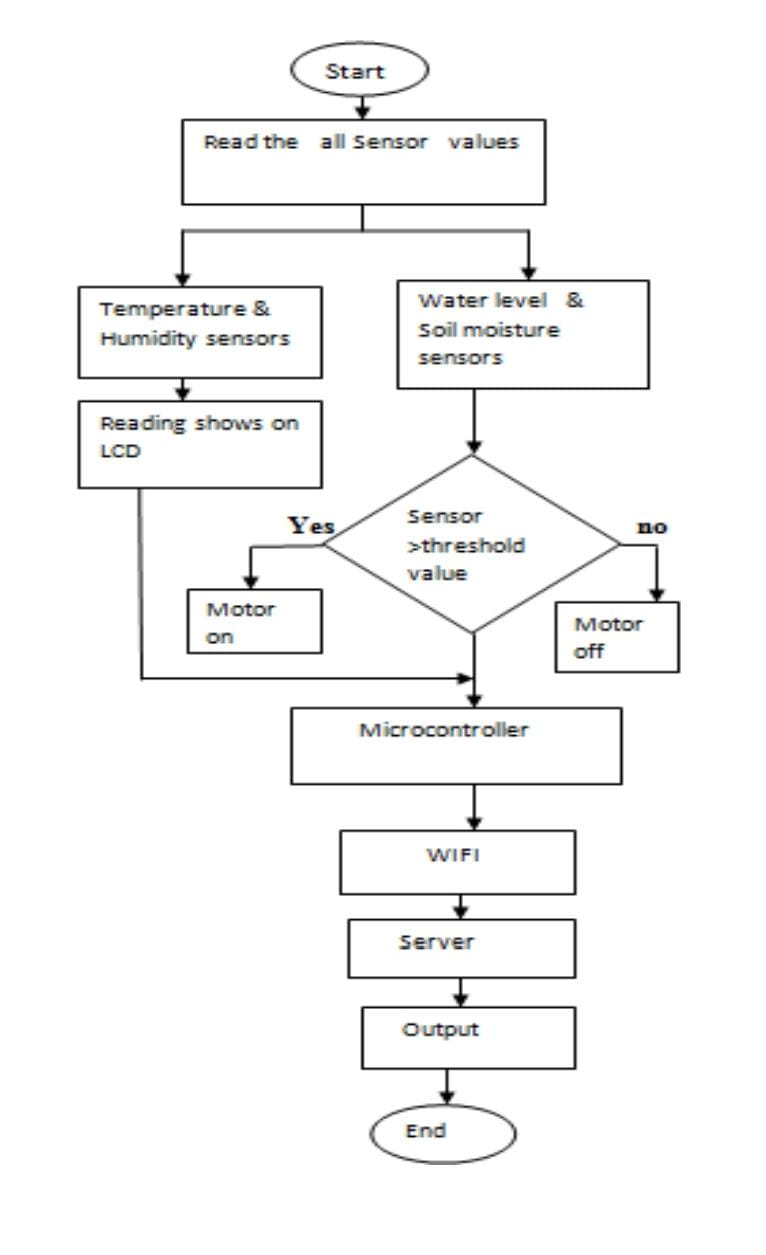 Start
Read the all Sensor values
Temperature &
Humidity sensors
Water level &
Soil moisture
sensors
Reading shows on
LCD
Yes
Sensor
>threshold
value
no
Motor
on
Motor
off
Microcontroller
WIFI
Server
Output
End